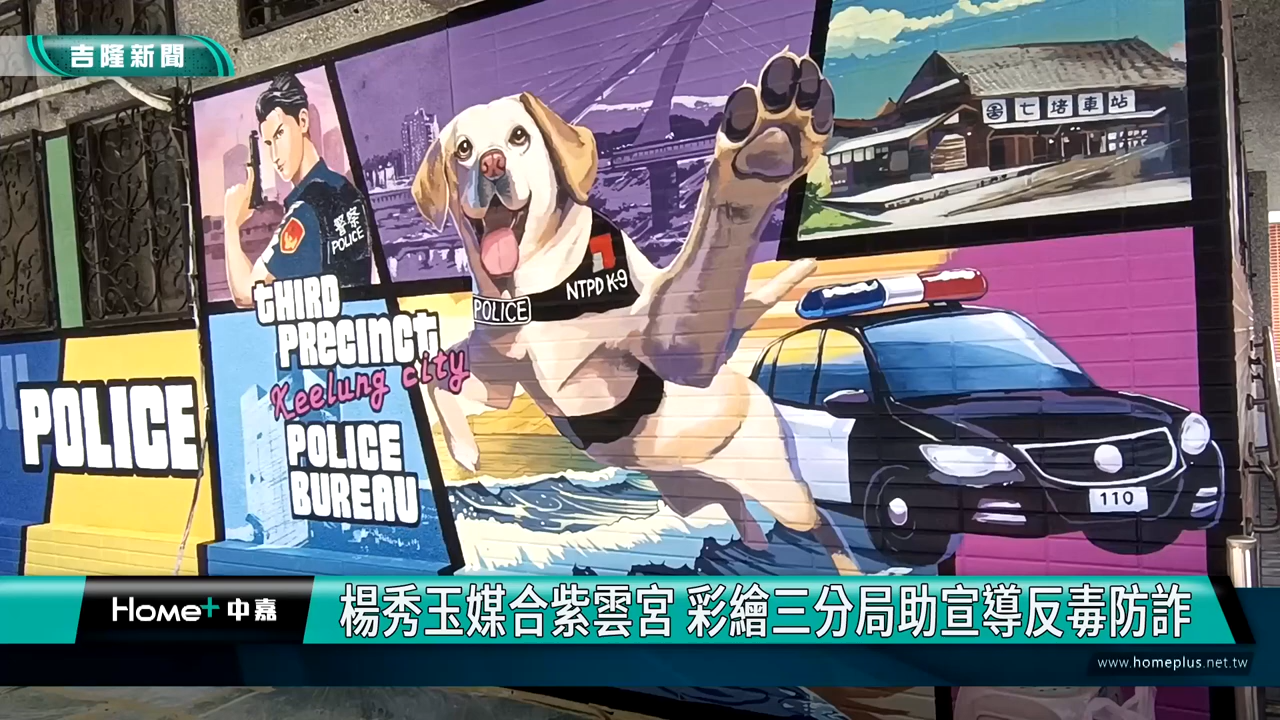 吉隆新聞
警察
POLICE
七堵車站
THIRD
PRECINCT
Keelung city
POLICE
BUREAU
POLICE
POLICE
NTPD K-9
110
Home+ 中嘉
楊秀玉媒合紫雲宮 彩繪三分局助宣導反毒防詐
www.homeplus.net.tw